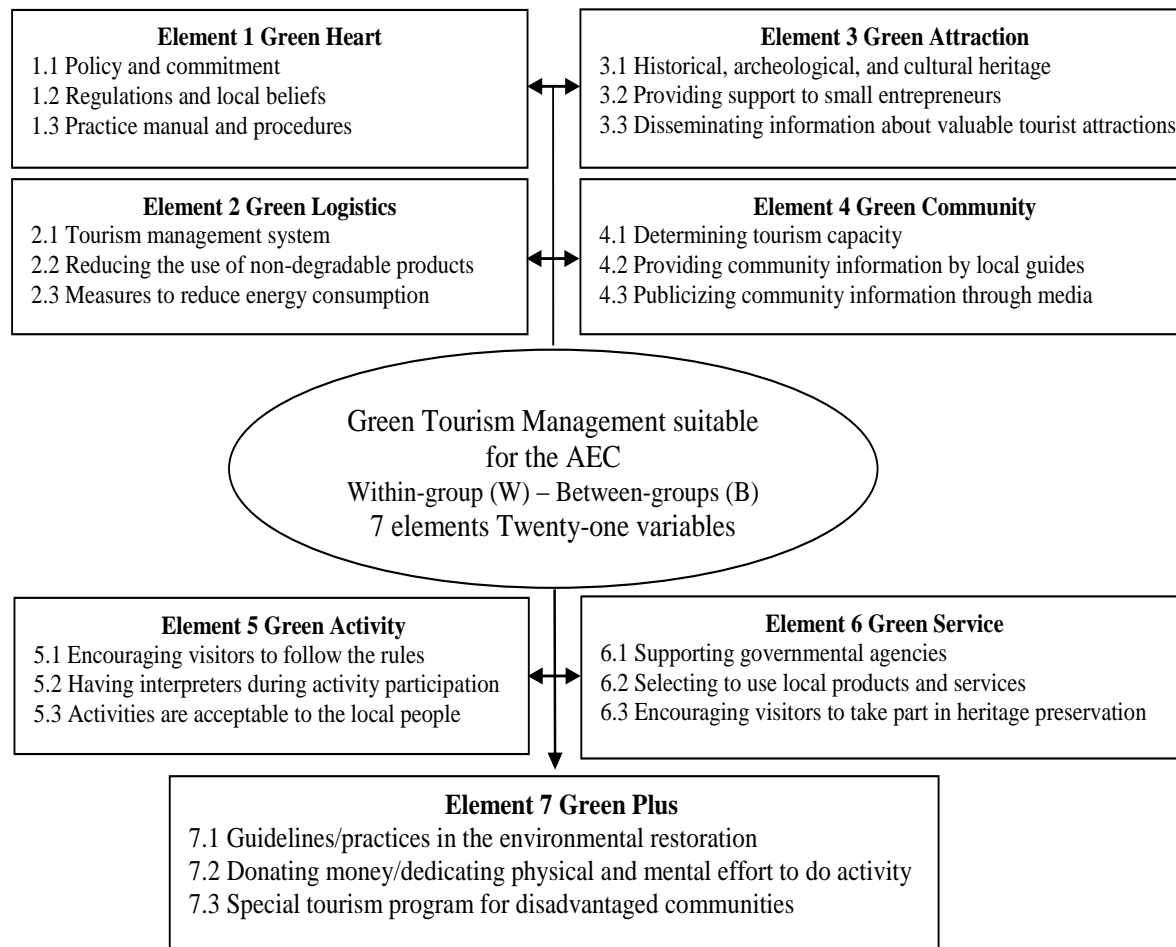 Element 1 Green Heart
1.1 Policy and commitment
1.2 Regulations and local beliefs
1.3 Practice manual and procedures
Element 3 Green Attraction
3.1 Historical, archeological, and cultural heritage
3.2 Providing support to small entrepreneurs
3.3 Disseminating information about valuable tourist attractions
Element 2 Green Logistics
2.1 Tourism management system
2.2 Reducing the use of non-degradable products
2.3 Measures to reduce energy consumption
Element 4 Green Community
4.1 Determining tourism capacity
4.2 Providing community information by local guides
4.3 Publicizing community information through media
Green Tourism Management suitable
for the AEC
Within-group (W) – Between-groups (B)
7 elements Twenty-one variables
Element 5 Green Activity
5.1 Encouraging visitors to follow the rules
5.2 Having interpreters during activity participation
5.3 Activities are acceptable to the local people
Element 6 Green Service
6.1 Supporting governmental agencies
6.2 Selecting to use local products and services
6.3 Encouraging visitors to take part in heritage preservation
Element 7 Green Plus
7.1 Guidelines/practices in the environmental restoration
7.2 Donating money/dedicating physical and mental effort to do activity
7.3 Special tourism program for disadvantaged communities